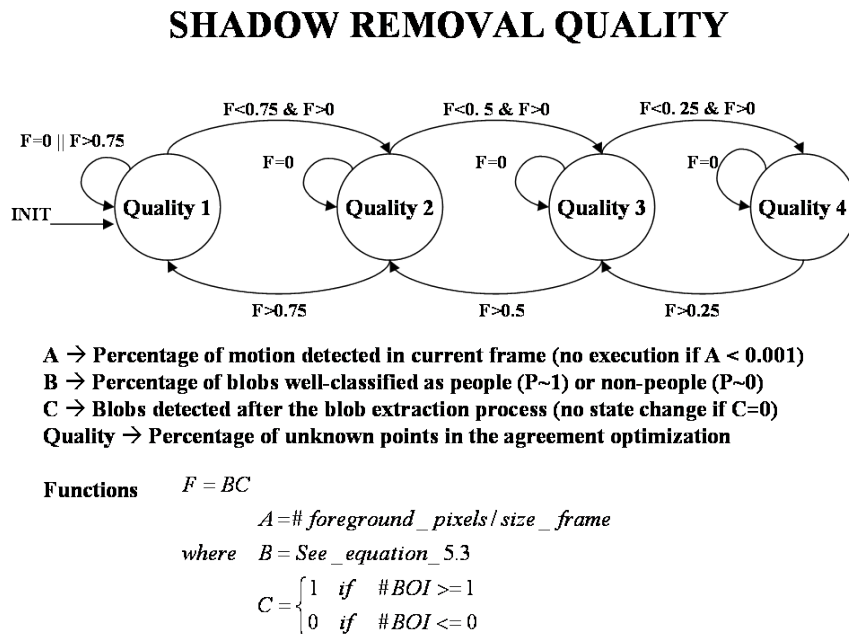 SHADOW REMOVAL QUALITY
F<0.75 & F>0
F<0. 5 & F>0
F<0. 25 & F>0
F=0 || F>0.75
F=0
F=0
F=0
INIT
Quality 1
Quality 2
Quality 3
Quality 4
F>0.75
F>0.5
F>0.25
A → Percentage of motion detected in current frame (no execution if A < 0.001)
B → Percentage of blobs well-classified as people (P~1) or non-people (P~0)
C → Blobs detected after the blob extraction process (no state change if C=0)
Quality → Percentage of unknown points in the agreement optimization
Functions F = BC
A = # foreground_pixels / size_frame
where B = See_equation_5.3
C = { 1 if #BOI >= 1
0 if #BOI <= 0